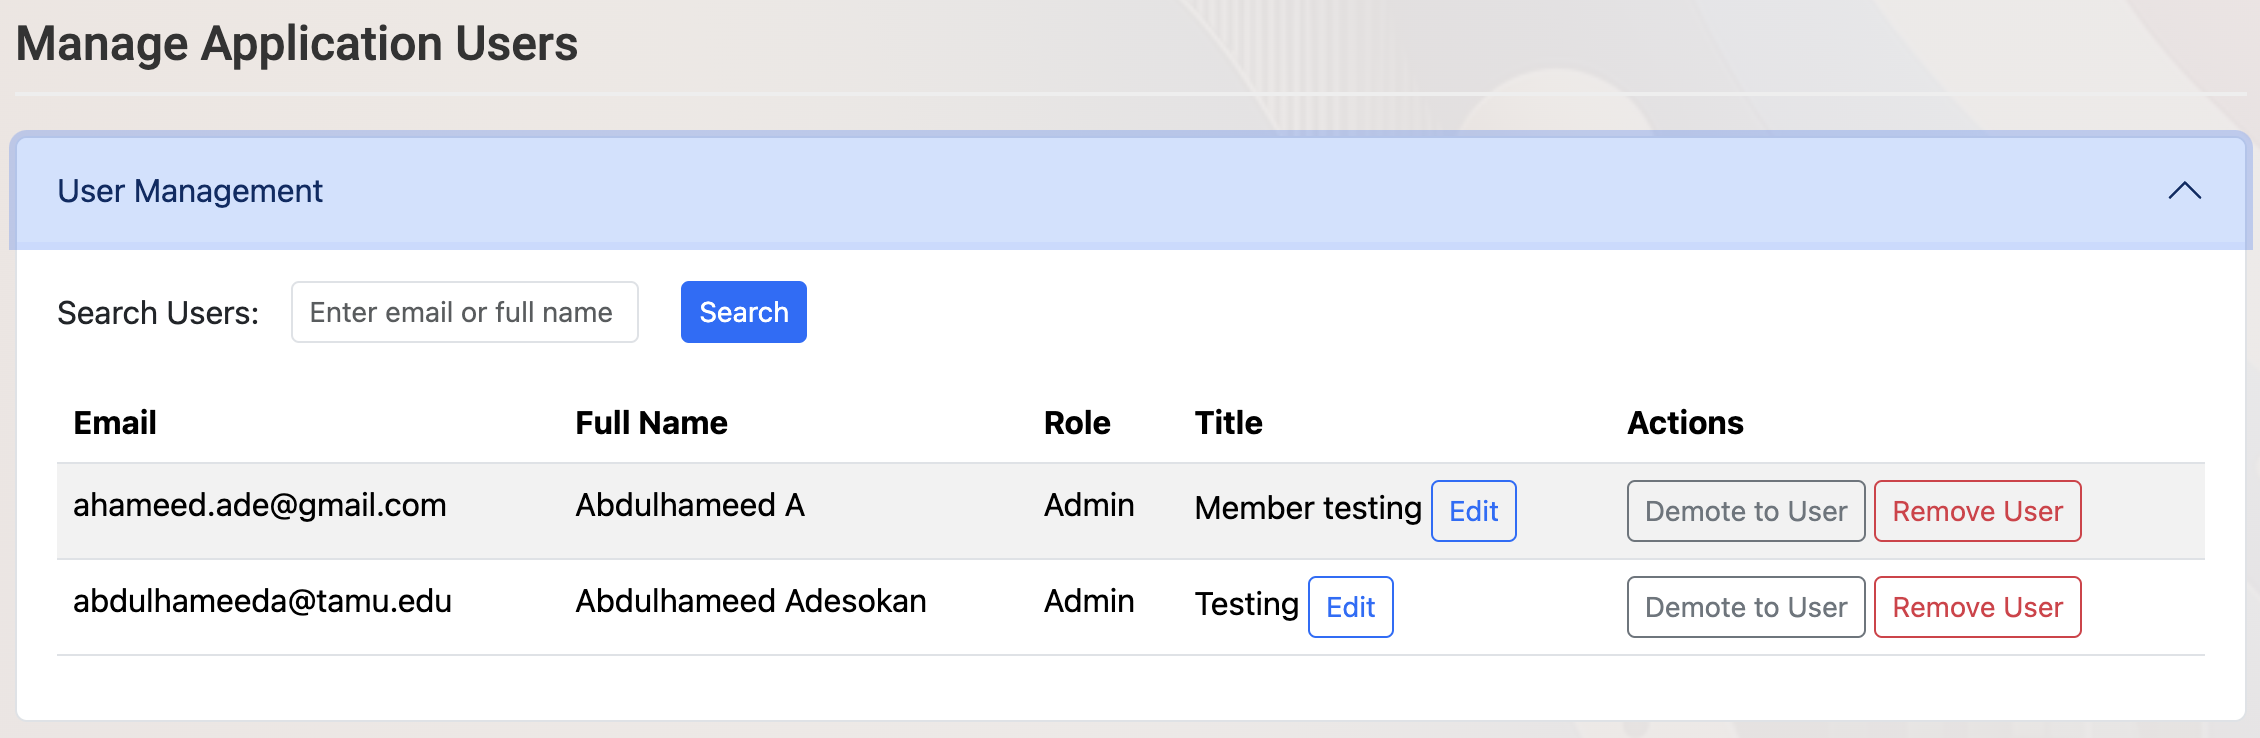 Manage Application Users
User Management
Search Users: Enter email or full name Search
Email Full Name Role Title Actions
ahameed.ade@gmail.com Abdulhameed A Admin Member testing Edit Demote to User Remove User
abdulhameeda@tamu.edu Abdulhameed Adesokan Admin Testing Edit Demote to User Remove User